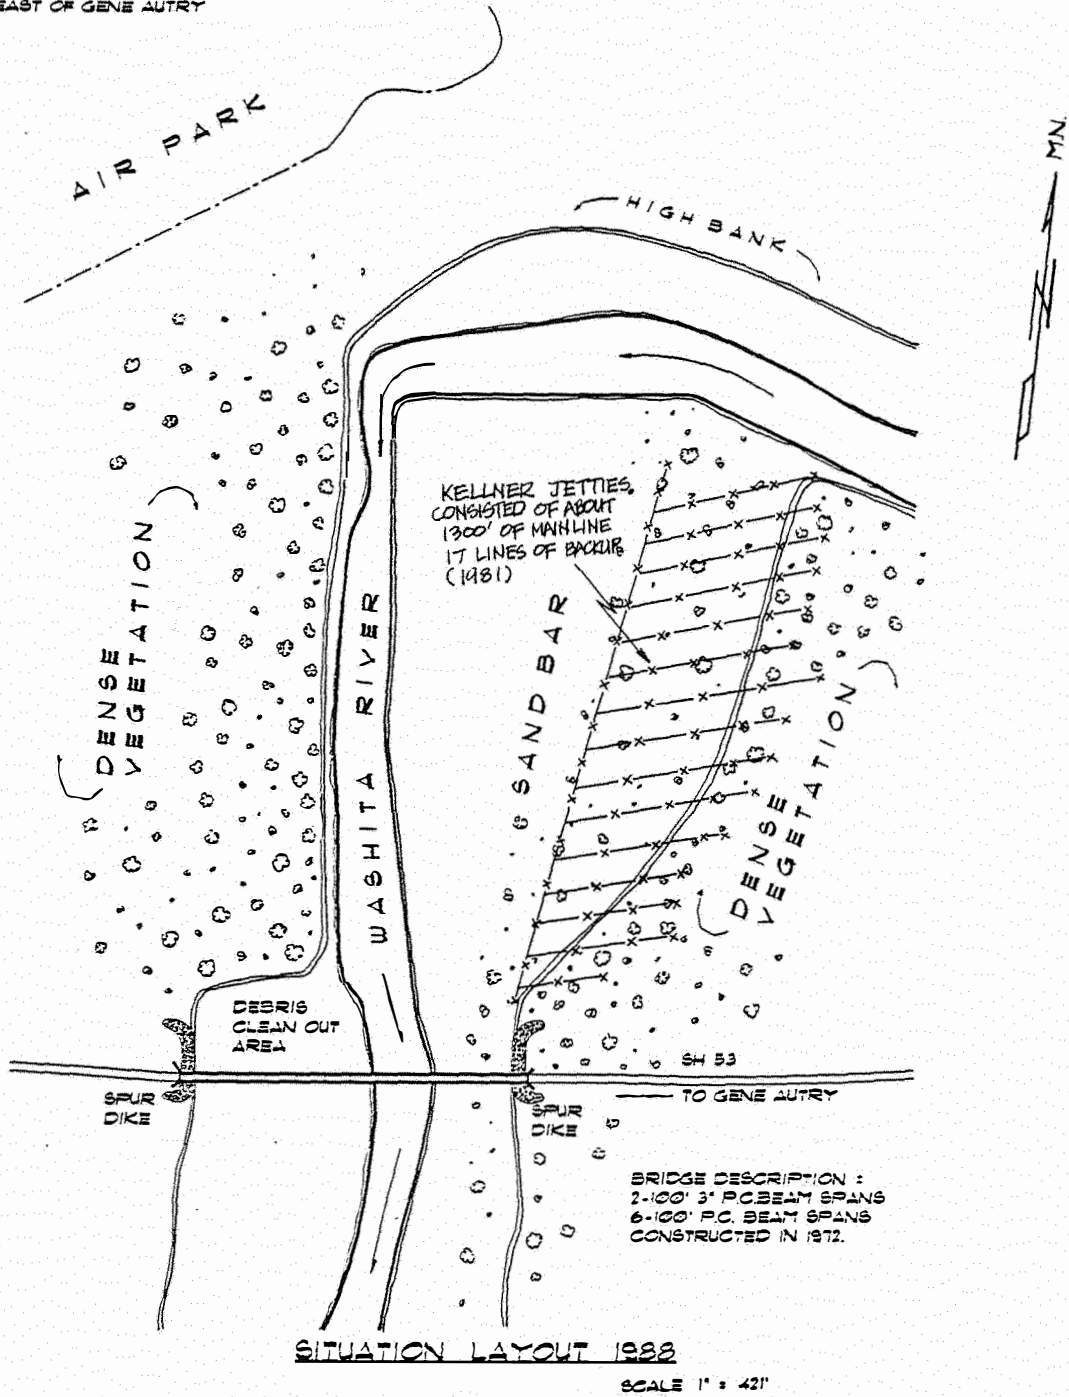 EAST OF GENE AUTRY
AIR PARK
HIGH BANK
MN.
KELLNER JETTIES
CONSISTED OF ABOUT
1300' OF MAINLINE
17 LINES OF BACKUP
(1981)
DENSE
VEGETATION
WASHITA RIVER
SAND BAR
DENSE
VEGETATION
DEBRIS
CLEAN OUT
AREA
SH 53
TO GENE AUTRY
SPUR
DIKE
SPUR
DIKE
BRIDGE DESCRIPTION :
2-100' 3" P.C.BEAM SPANS
6-100' P.C. BEAM SPANS
CONSTRUCTED IN 1972.
SITUATION LAYOUT 1988
SCALE 1" = 421'